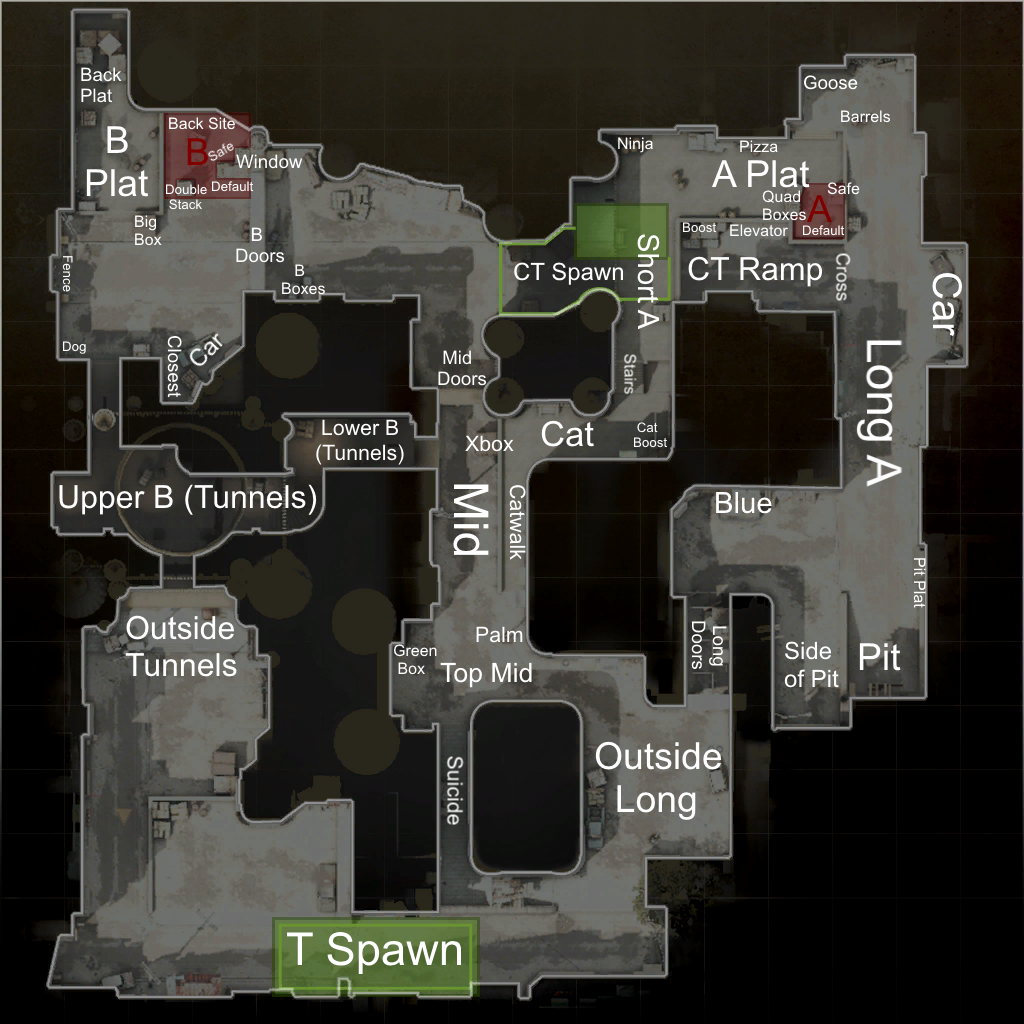 Back
Plat
B
Plat
Back Site
B
Safe
Window
Double
Stack
Default
Big
Box
B
Doors
B
Boxes
Fence
Dog
Closest
Car
Goose
Barrels
Ninja
Pizza
A Plat
Quad
Boxes
Safe
A
Default
Boost
Elevator
CT Spawn
Short A
CT Ramp
Cross
Car
Long A
Mid
Doors
Stairs
Lower B
(Tunnels)
Xbox
Cat
Cat
Boost
Upper B (Tunnels)
Mid
Catwalk
Blue
Pit Plat
Outside
Tunnels
Green
Box
Palm
Top Mid
Long
Doors
Side
of Pit
Pit
Suicide
Outside
Long
T Spawn